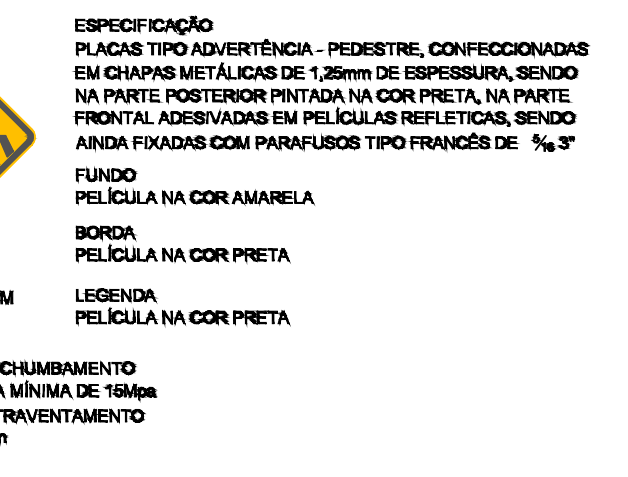 ESPECIFICAÇÃO
PLACAS TIPO ADVERTÊNCIA - PEDESTRE, CONFECCIONADAS
EM CHAPAS METÁLICAS DE 1,25mm DE ESPESSURA, SENDO
NA PARTE POSTERIOR PINTADA NA COR PRETA, NA PARTE
FRONTAL ADESIVADAS EM PELÍCULAS REFLETICAS, SENDO
AINDA FIXADAS COM PARAFUSOS TIPO FRANCÊS DE 5/16 3"
FUNDO
PELÍCULA NA COR AMARELA
BORDA
PELÍCULA NA COR PRETA
M LEGENDA
PELÍCULA NA COR PRETA
CHUMBAMENTO
A MÍNIMA DE 15Mpa
TRAVENTAMENTO